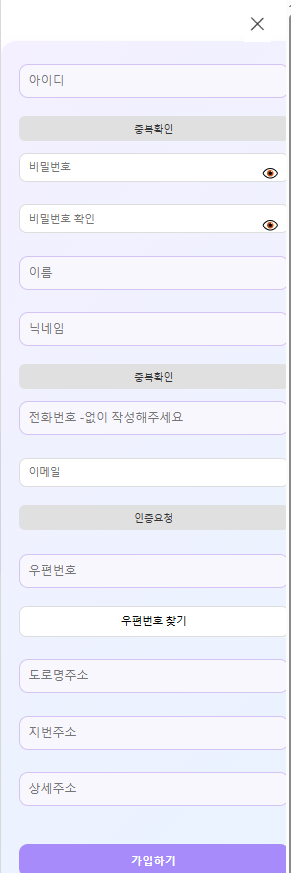 아이디
중복확인
비밀번호
비밀번호 확인
이름
닉네임
중복확인
전화번호 -없이 작성해주세요
이메일
인증요청
우편번호
우편번호 찾기
도로명주소
지번주소
상세주소
가입하기